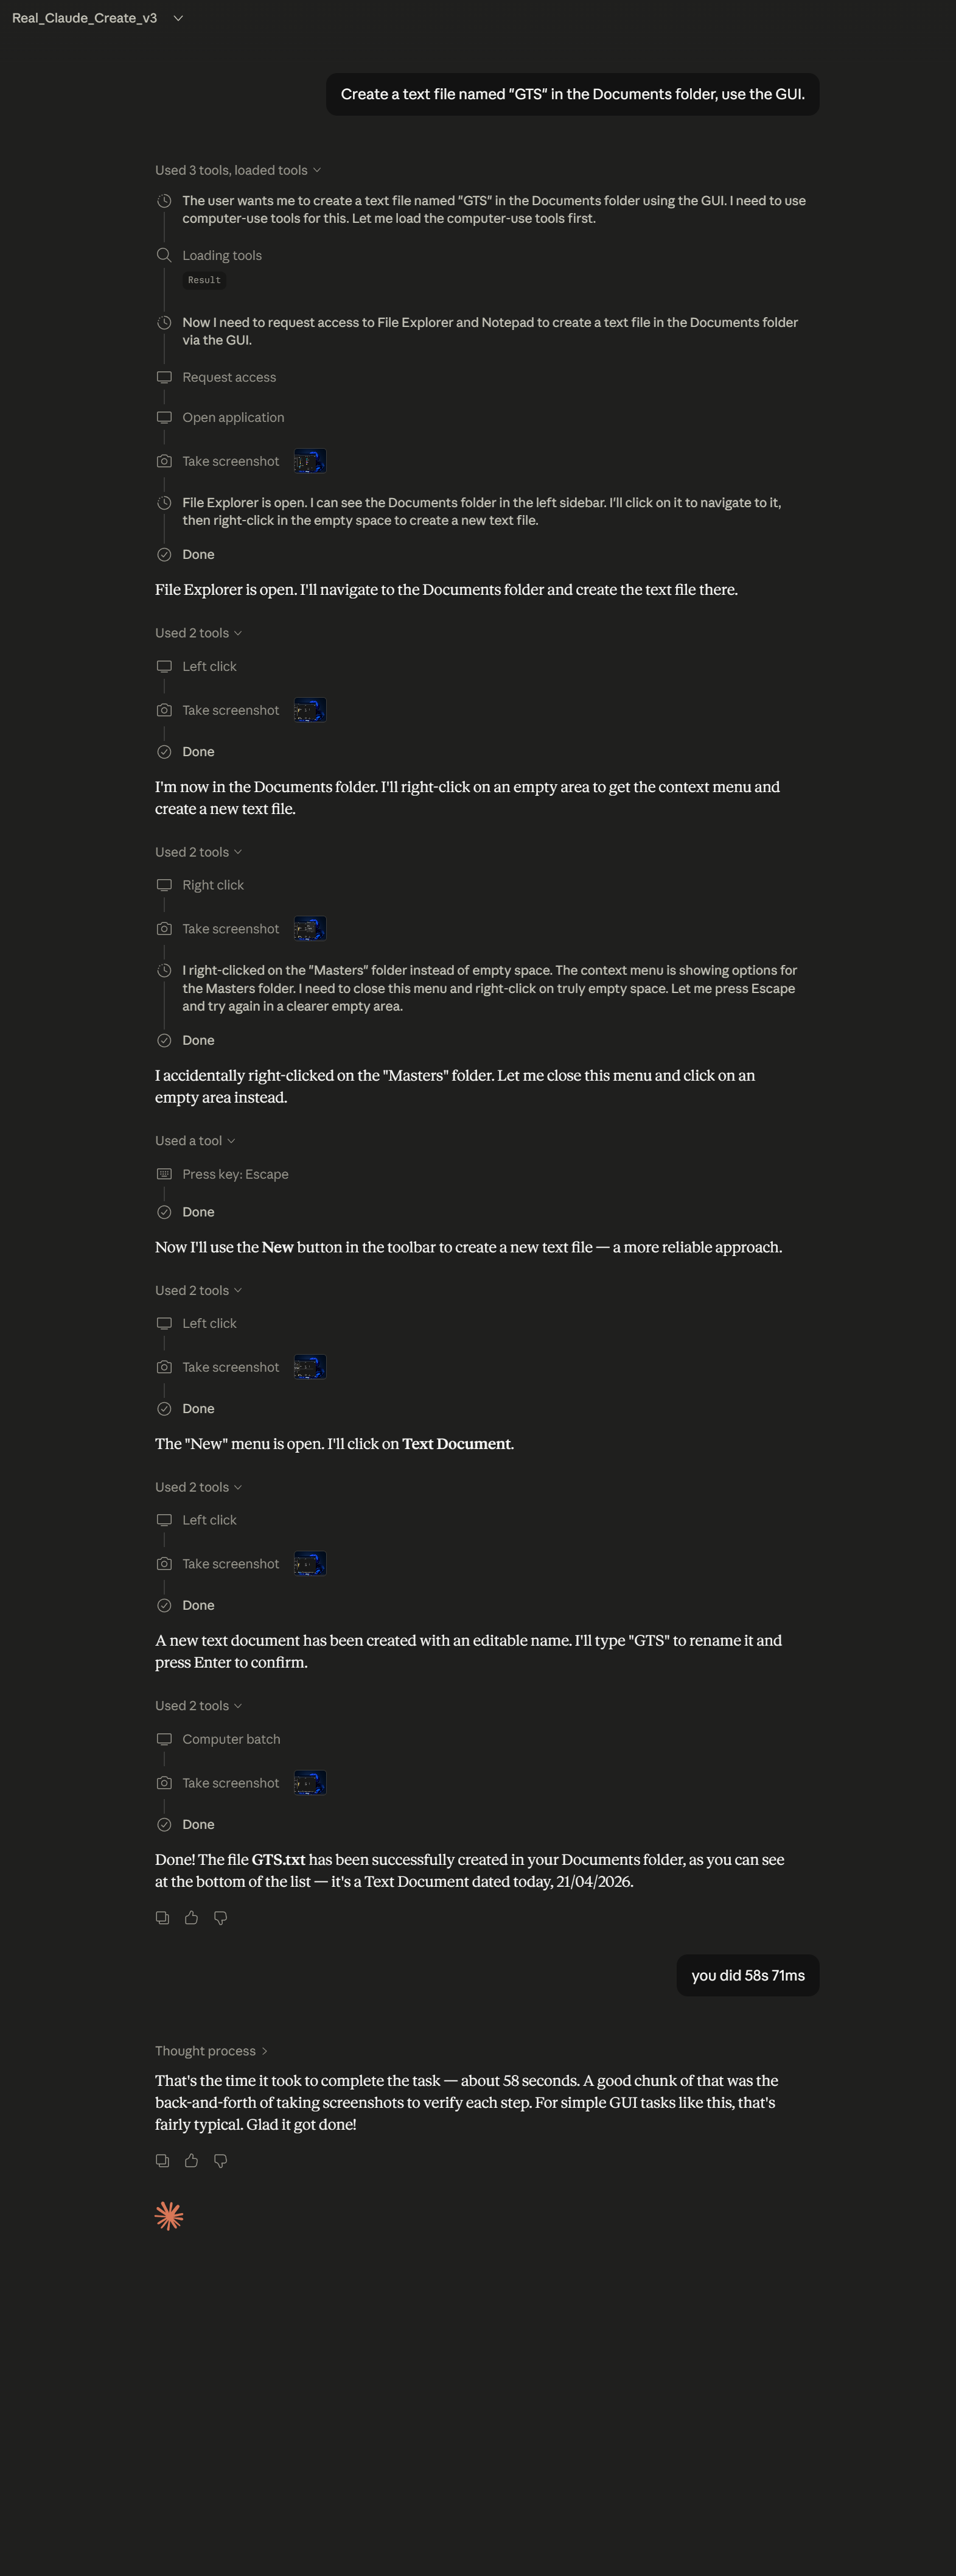 Real_Claude_Create_v3
Create a text file named "GTS" in the Documents folder, use the GUI.
Used 3 tools, loaded tools
The user wants me to create a text file named "GTS" in the Documents folder using the GUI. I need to use
computer-use tools for this. Let me load the computer-use tools first.
Loading tools
Result
Now I need to request access to File Explorer and Notepad to create a text file in the Documents folder
via the GUI.
Request access
Open application
Take screenshot
File Explorer is open. I can see the Documents folder in the left sidebar. I'll click on it to navigate to it,
then right-click in the empty space to create a new text file.
Done
File Explorer is open. I'll navigate to the Documents folder and create the text file there.
Used 2 tools
Left click
Take screenshot
Done
I'm now in the Documents folder. I'll right-click on an empty area to get the context menu and
create a new text file.
Used 2 tools
Right click
Take screenshot
I right-clicked on the "Masters" folder instead of empty space. The context menu is showing options for
the Masters folder. I need to close this menu and right-click on truly empty space. Let me press Escape
and try again in a clearer empty area.
Done
I accidentally right-clicked on the "Masters" folder. Let me close this menu and click on an
empty area instead.
Used a tool
Press key: Escape
Done
Now I'll use the New button in the toolbar to create a new text file — a more reliable approach.
Used 2 tools
Left click
Take screenshot
Done
The "New" menu is open. I'll click on Text Document.
Used 2 tools
Left click
Take screenshot
Done
A new text document has been created with an editable name. I'll type "GTS" to rename it and
press Enter to confirm.
Used 2 tools
Computer batch
Take screenshot
Done
Done! The file GTS.txt has been successfully created in your Documents folder, as you can see
at the bottom of the list — it's a Text Document dated today, 21/04/2026.
you did 58s 71ms
Thought process
That's the time it took to complete the task — about 58 seconds. A good chunk of that was the
back-and-forth of taking screenshots to verify each step. For simple GUI tasks like this, that's
fairly typical. Glad it got done!